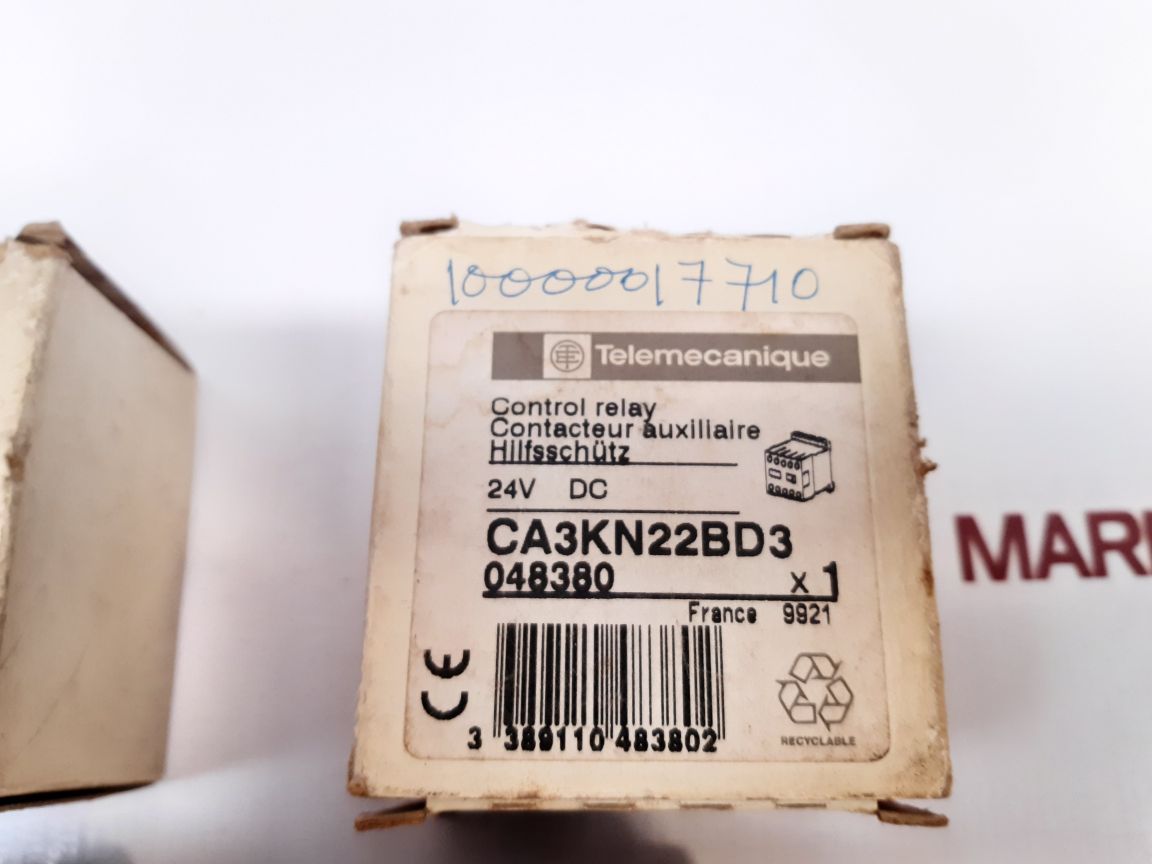 10000017710
Telemecanique
Control relay
Contacteur auxiliaire
Hilfsschütz
24V DC
CA3KN22BD3
048380 x 1
France 9921
CE
3 389110 483802
RECYCLABLE
MAR